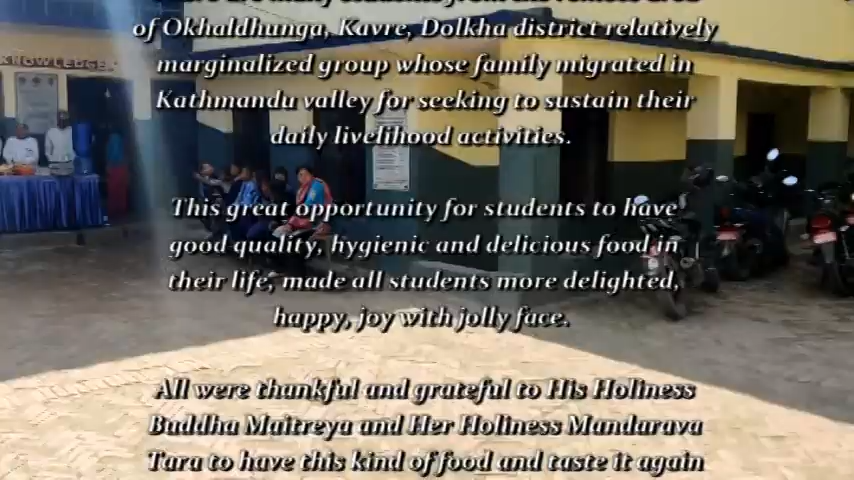 of Okhaldhunga, Kavre, Dolkha district relatively
marginalized group whose family migrated in
Kathmandu valley for seeking to sustain their
daily livelihood activities.
This great opportunity for students to have
good quality, hygienic and delicious food in
their life, made all students more delighted,
happy, joy with jolly face.
All were thankful and grateful to His Holiness
Buddha Maitreya and Her Holiness Mandarava
Tara to have this kind of food and taste it again
KNOWLEDGE